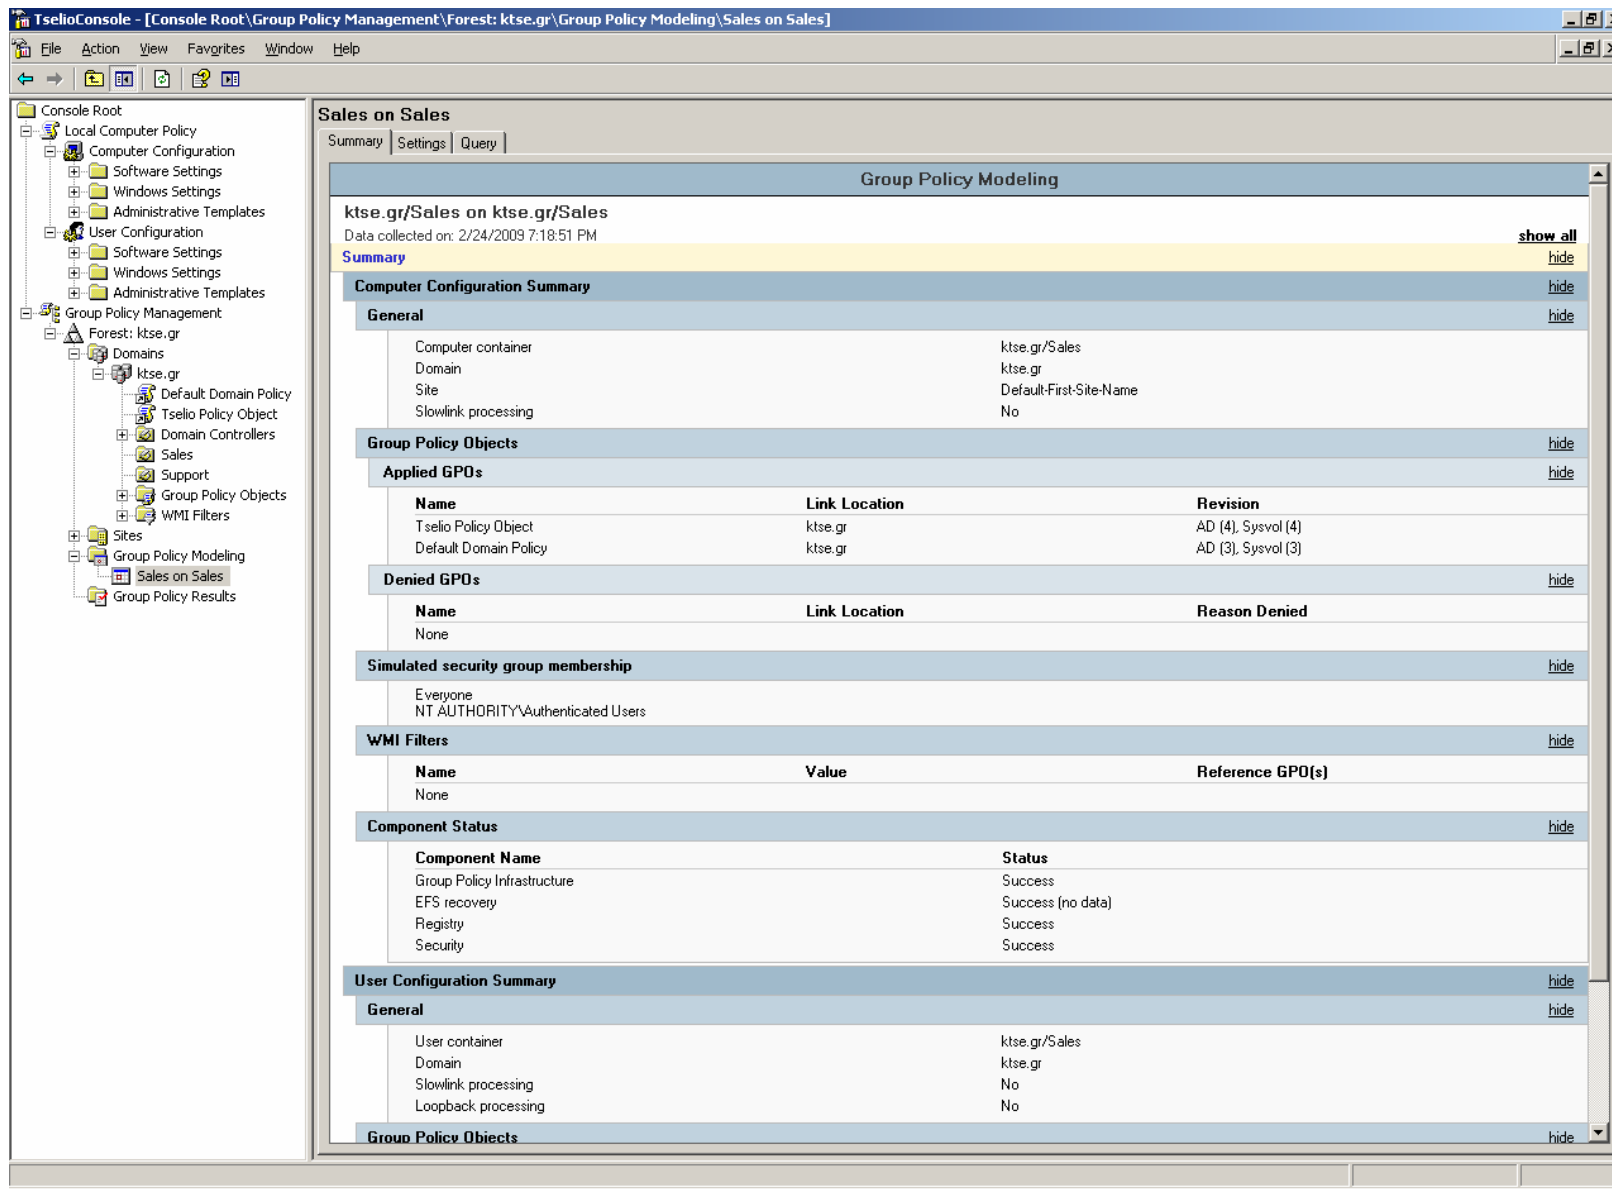 TselioConsole - [Console Root\Group Policy Management\Forest: ktse.gr\Group Policy Modeling\Sales on Sales]
File Action View Favorites Window Help
Console Root
Local Computer Policy
Computer Configuration
Software Settings
Windows Settings
Administrative Templates
User Configuration
Software Settings
Windows Settings
Administrative Templates
Group Policy Management
Forest: ktse.gr
Domains
ktse.gr
Default Domain Policy
Tselio Policy Object
Domain Controllers
Sales
Support
Group Policy Objects
WMI Filters
Sites
Group Policy Modeling
Sales on Sales
Group Policy Results
Sales on Sales
Summary Settings Query
Group Policy Modeling
ktse.gr/Sales on ktse.gr/Sales
Data collected on: 2/24/2009 7:18:51 PM show all
Summary hide
Computer Configuration Summary hide
General hide
Computer container ktse.gr/Sales
Domain ktse.gr
Site Default-First-Site-Name
Slowlink processing No
Group Policy Objects hide
Applied GPOs hide
Name Link Location Revision
Tselio Policy Object ktse.gr AD (4), Sysvol (4)
Default Domain Policy ktse.gr AD (3), Sysvol (3)
Denied GPOs hide
Name Link Location Reason Denied
None
Simulated security group membership hide
Everyone
NT AUTHORITY\Authenticated Users
WMI Filters hide
Name Value Reference GPO(s)
None
Component Status hide
Component Name Status
Group Policy Infrastructure Success
EFS recovery Success (no data)
Registry Success
Security Success
User Configuration Summary hide
General hide
User container ktse.gr/Sales
Domain ktse.gr
Slowlink processing No
Loopback processing No
Group Policy Objects hide